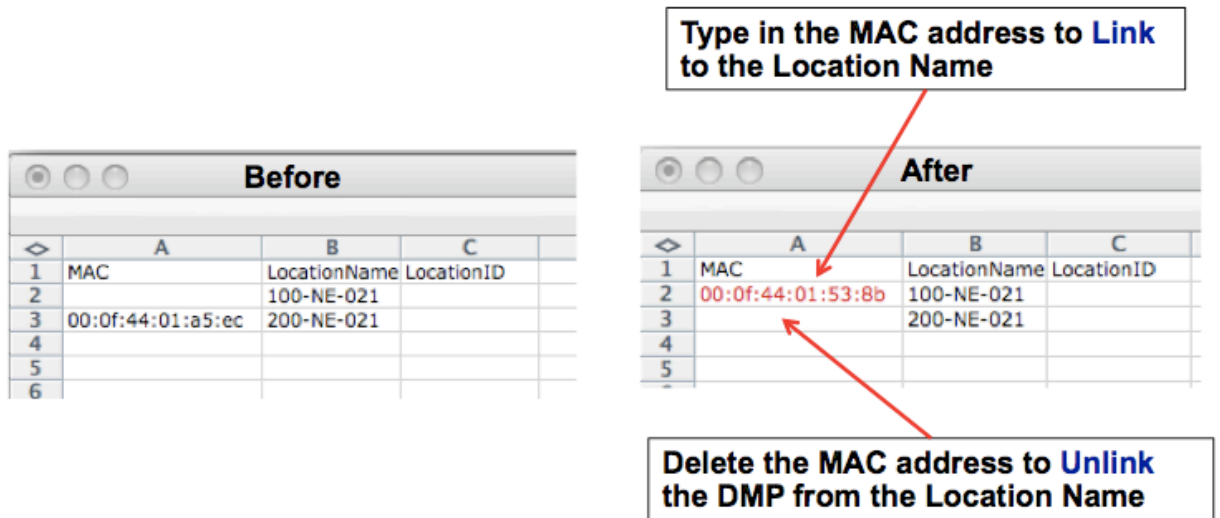 Type in the MAC address to Link
to the Location Name
Before
A B C
1 MAC LocationName LocationID
2 100-NE-021
3 00:0f:44:01:a5:ec 200-NE-021
4
5
6
After
A B C
1 MAC LocationName LocationID
2 00:0f:44:01:53:8b 100-NE-021
3 200-NE-021
4
5
Delete the MAC address to Unlink
the DMP from the Location Name